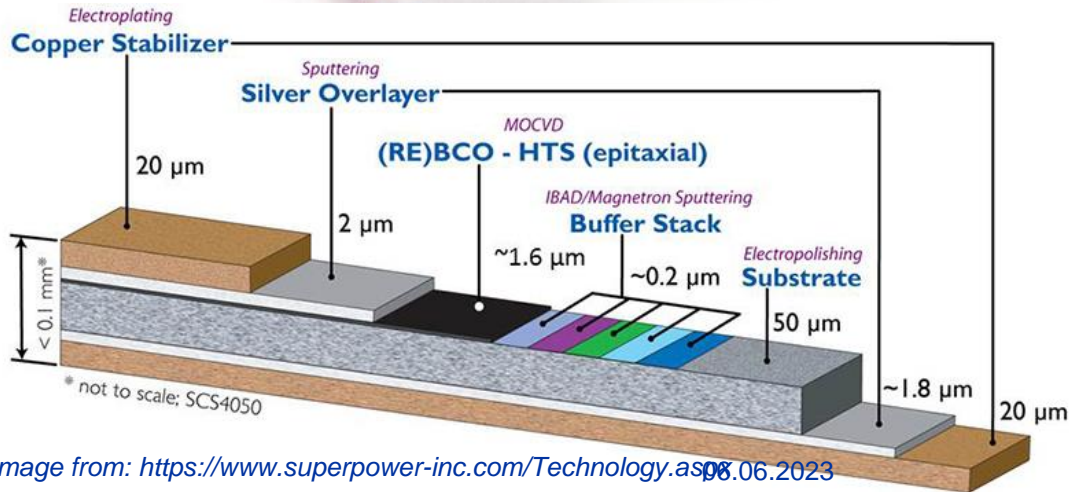 Electroplating
Copper Stabilizer
Sputtering
Silver Overlayer
MOCVD
(RE)BCO - HTS (epitaxial)
20 µm
IBAD/Magnetron Sputtering
Buffer Stack
2 µm
~1.6 µm
Electropolishing
Substrate
~0.2 µm
50 µm
< 0.1 mm*
* not to scale; SCS4050
~1.8 µm
20 µm
mage from: https://www.superpower-inc.com/Technology.aspx
06.06.2023